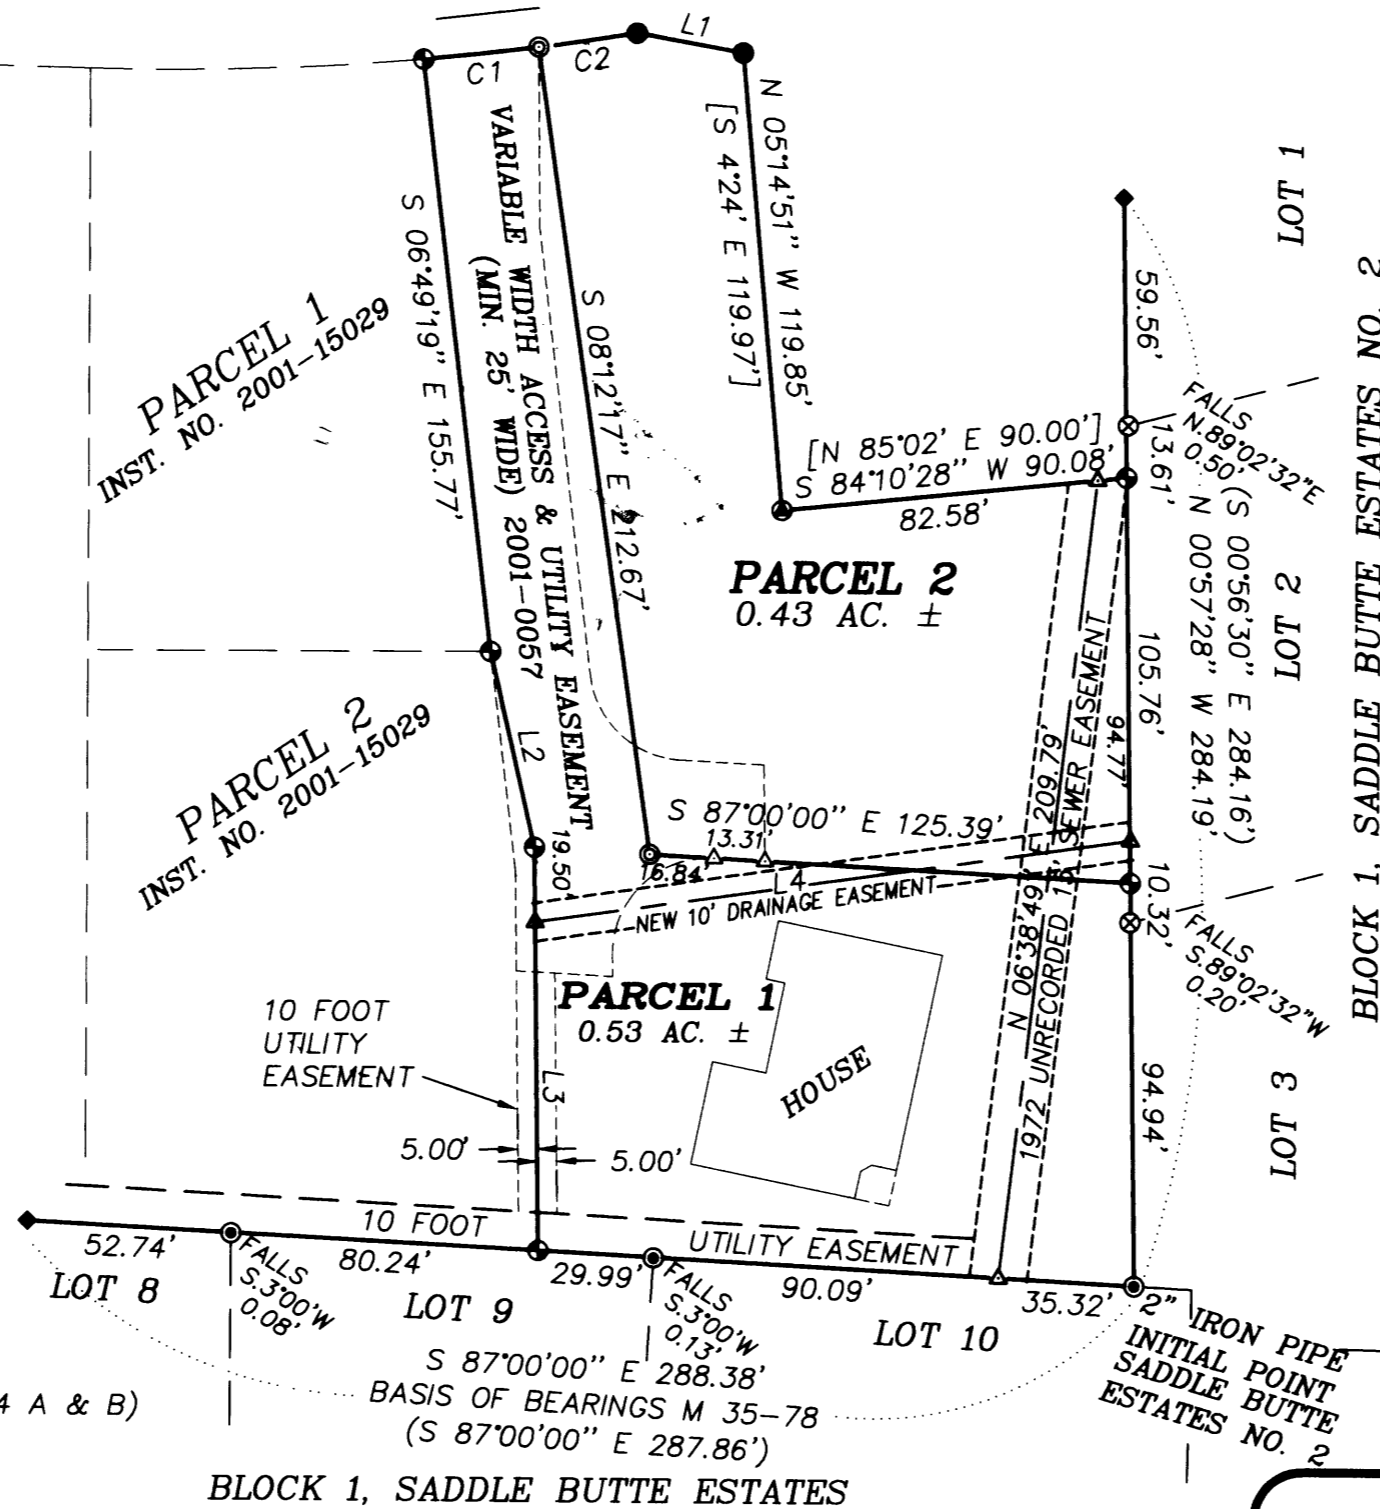 L1
C1
C2
N 05°14'51" W 119.85'
[S 4°24' E 119.97']
S 06°49'19" E 155.77'
VARIABLE WIDTH ACCESS & UTILITY EASEMENT
(MIN. 25' WIDE) 2001-0057
S 08°12'17" E 212.67'
PARCEL 1
INST. NO. 2001-15029
LOT 1
59.56'
FALLS
N.89°02'32"E
0.50'
13.61'
[N 85°02' E 90.00']
S 84°10'28" W 90.08'
82.58'
PARCEL 2
0.43 AC. ±
105.76'
94.77'
(S 00°56'30" E 284.16')
N 00°57'28" W 284.19'
LOT 2
BLOCK 1, SADDLE BUTTE ESTATES NO. 2
PARCEL 2
INST. NO. 2001-15029
L2
19.50'
S 87°00'00" E 125.39'
13.31'
16.84'
L4
NEW 10' DRAINAGE EASEMENT
N 06°38'49" E 209.79'
1972 UNRECORDED 15' SEWER EASEMENT
10.32'
FALLS
S.89°02'32"W
0.20'
PARCEL 1
0.53 AC. ±
HOUSE
10 FOOT
UTILITY
EASEMENT
L3
5.00'
5.00'
94.94'
LOT 3
10 FOOT
UTILITY EASEMENT
52.74'
80.24'
29.99'
90.09'
35.32'
FALLS
S.3°00'W
0.08'
FALLS
S.3°00'W
0.13'
LOT 8
LOT 9
LOT 10
2" IRON PIPE
INITIAL POINT
SADDLE BUTTE
ESTATES NO. 2
S 87°00'00" E 288.38'
BASIS OF BEARINGS M 35-78
(S 87°00'00" E 287.86')
4 A & B)
BLOCK 1, SADDLE BUTTE ESTATES